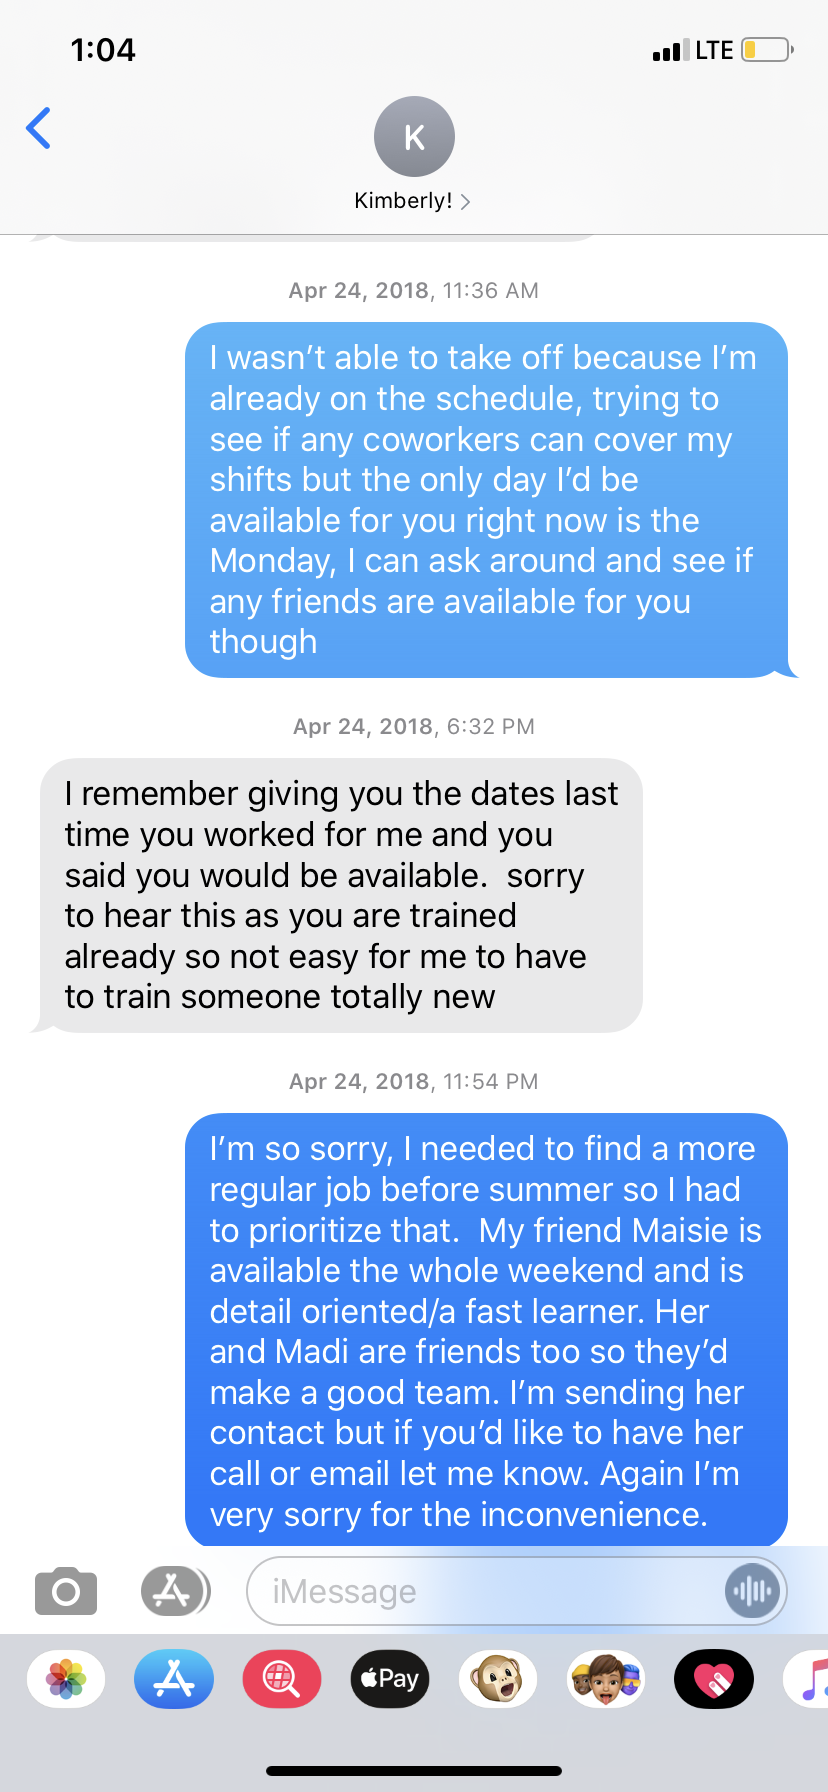 1:04
LTE
K
Kimberly!
Apr 24, 2018, 11:36 AM
I wasn’t able to take off because I’m
already on the schedule, trying to
see if any coworkers can cover my
shifts but the only day I’d be
available for you right now is the
Monday, I can ask around and see if
any friends are available for you
though
Apr 24, 2018, 6:32 PM
I remember giving you the dates last
time you worked for me and you
said you would be available.  sorry
to hear this as you are trained
already so not easy for me to have
to train someone totally new
Apr 24, 2018, 11:54 PM
I’m so sorry, I needed to find a more
regular job before summer so I had
to prioritize that.  My friend Maisie is
available the whole weekend and is
detail oriented/a fast learner. Her
and Madi are friends too so they’d
make a good team. I’m sending her
contact but if you’d like to have her
call or email let me know. Again I’m
very sorry for the inconvenience.
iMessage
Pay